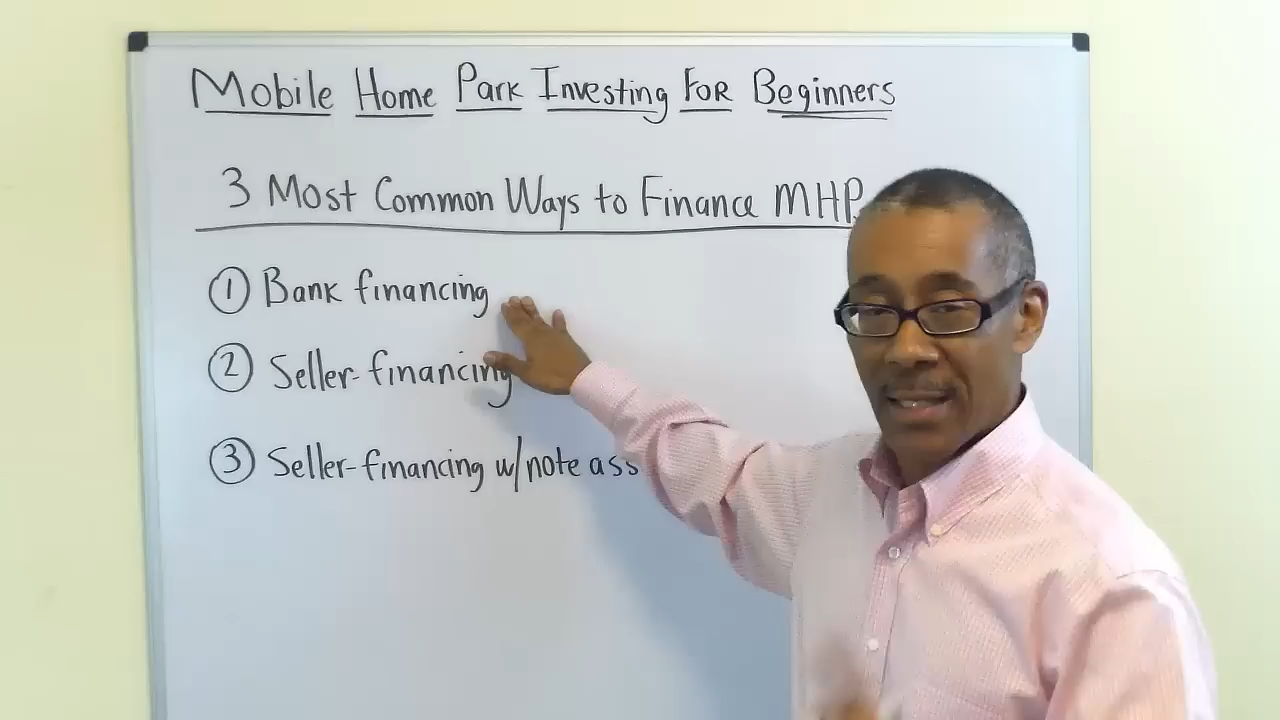 Mobile Home Park Investing For Beginners
3 Most Common Ways to Finance MHP
1 Bank financing
2 Seller-financing
3 Seller-financing w/note ass